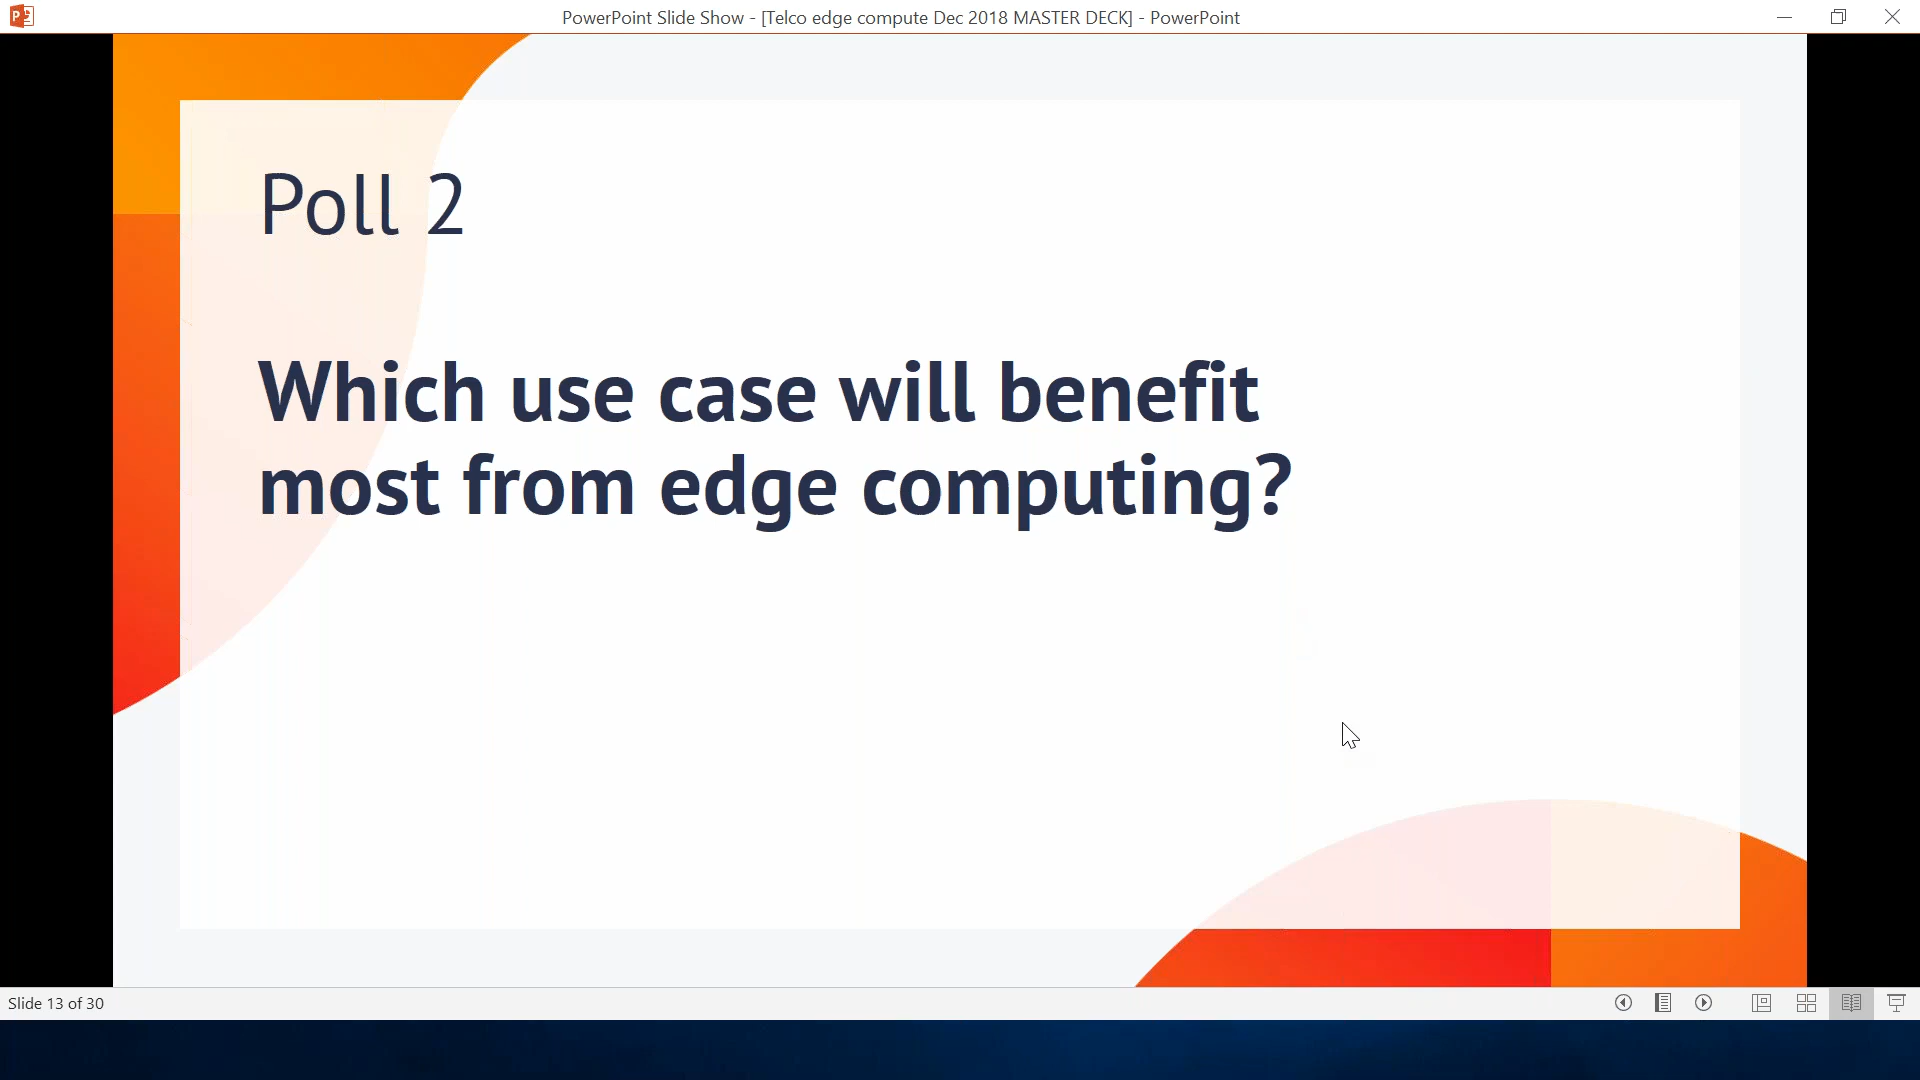 PowerPoint Slide Show - [Telco edge compute Dec 2018 MASTER DECK] - PowerPoint
Poll 2
Which use case will benefit
most from edge computing?
Slide 13 of 30